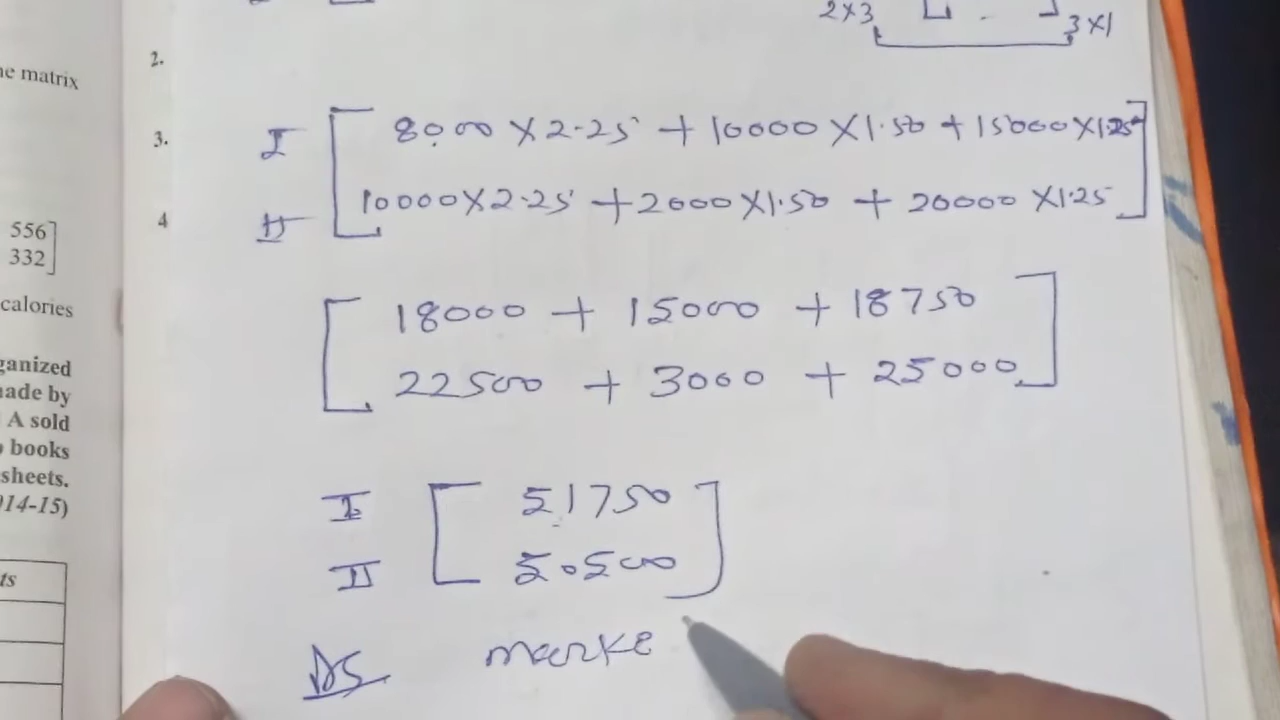 2×3 3×1
2.
ne matrix
3. I 8000 × 2.25 + 10000 × 1.50 + 15000 × 1.25
4 II 10000 × 2.25 + 2000 × 1.50 + 20000 × 1.25
556
332
18000 + 15000 + 18750
calories
22500 + 3000 + 25000
ganized
made by
A sold
books
sheets.
I 51750
14-15)
II 50500
ts
marke